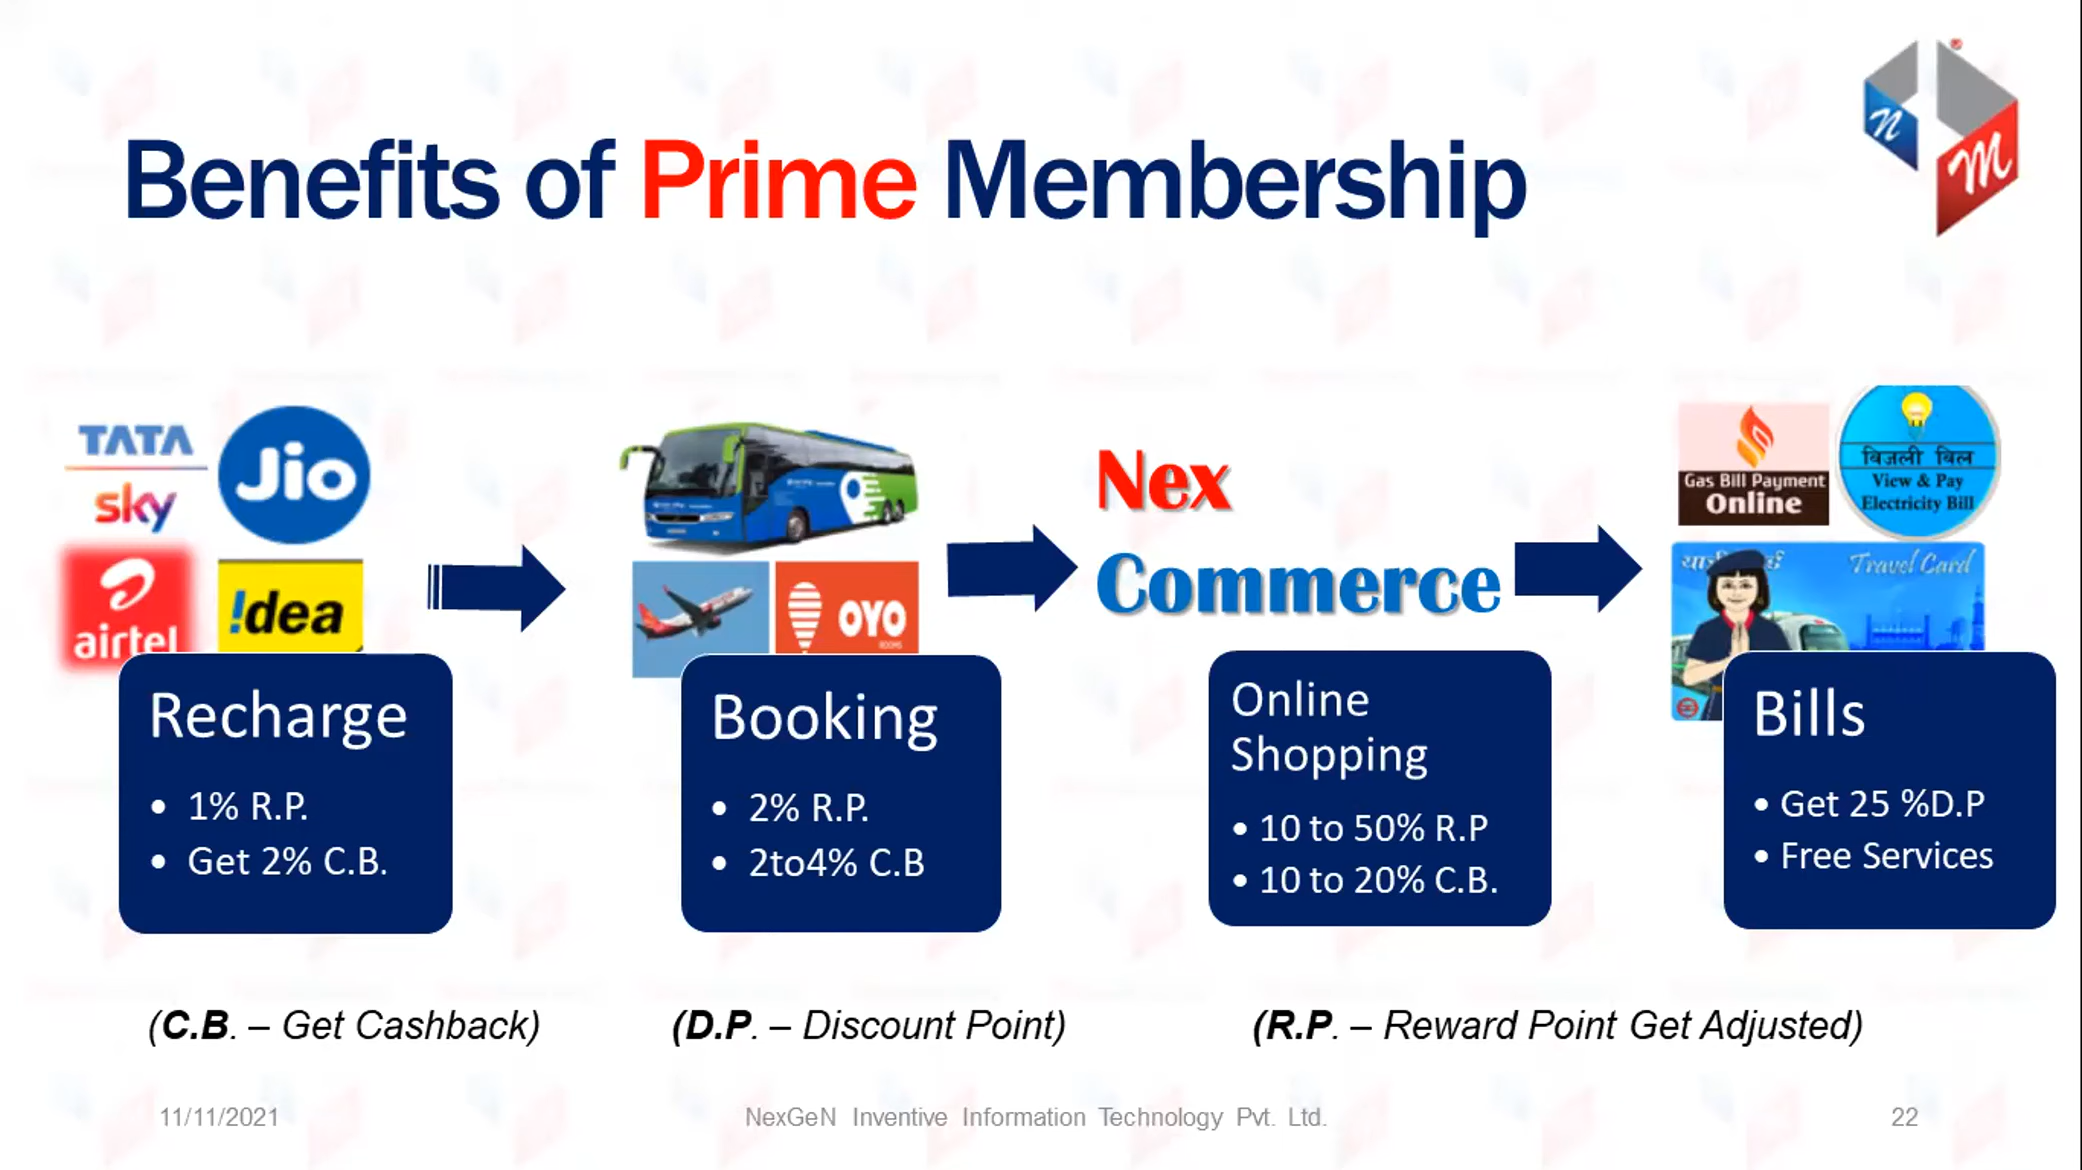 Benefits of Prime Membership
n
m
TATA
sky
Jio
airtel
!dea
OYO
ROOMS
Nex
Commerce
Gas Bill Payment
Online
बिजली बिल
View & Pay
Electricity Bill
Travel Card
Recharge
• 1% R.P.
• Get 2% C.B.
Booking
• 2% R.P.
• 2to4% C.B
Online
Shopping
• 10 to 50% R.P
• 10 to 20% C.B.
Bills
• Get 25 %D.P
• Free Services
(C.B. – Get Cashback)
(D.P. – Discount Point)
(R.P. – Reward Point Get Adjusted)
11/11/2021
NexGeN Inventive Information Technology Pvt. Ltd.
22